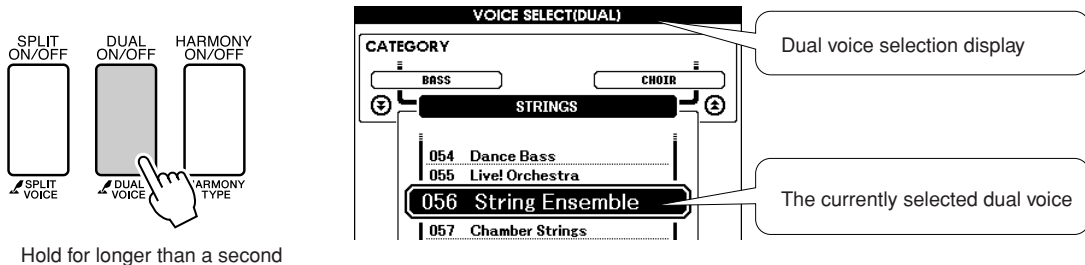 SPLIT ON/OFF
DUAL ON/OFF
HARMONY ON/OFF
SPLIT VOICE
DUAL VOICE
ARMONY TYPE
Hold for longer than a second
VOICE SELECT(DUAL)
CATEGORY
BASS
CHOIR
STRINGS
054 Dance Bass
055 Live! Orchestra
056 String Ensemble
057 Chamber Strings
Dual voice selection display
The currently selected dual voice